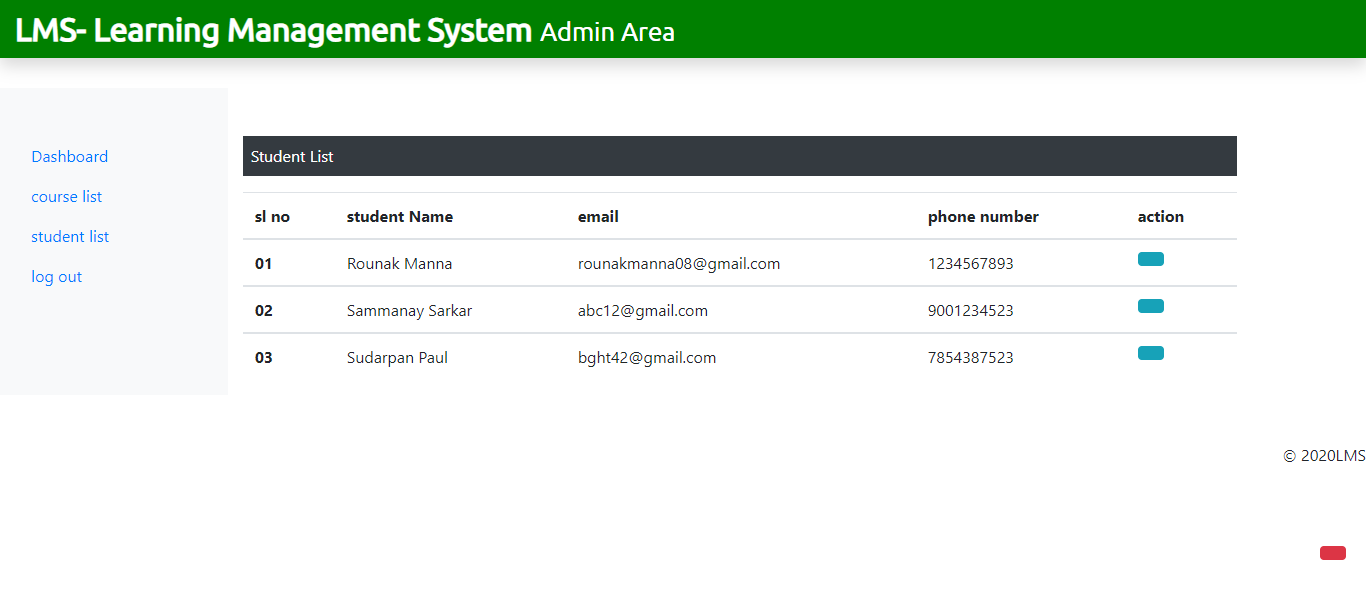 LMS- Learning Management System Admin Area
Dashboard
course list
student list
log out
Student List
sl no student Name email phone number action
01 Rounak Manna rounakmanna08@gmail.com 1234567893
02 Sammanay Sarkar abc12@gmail.com 9001234523
03 Sudarpan Paul bght42@gmail.com 7854387523
© 2020LMS